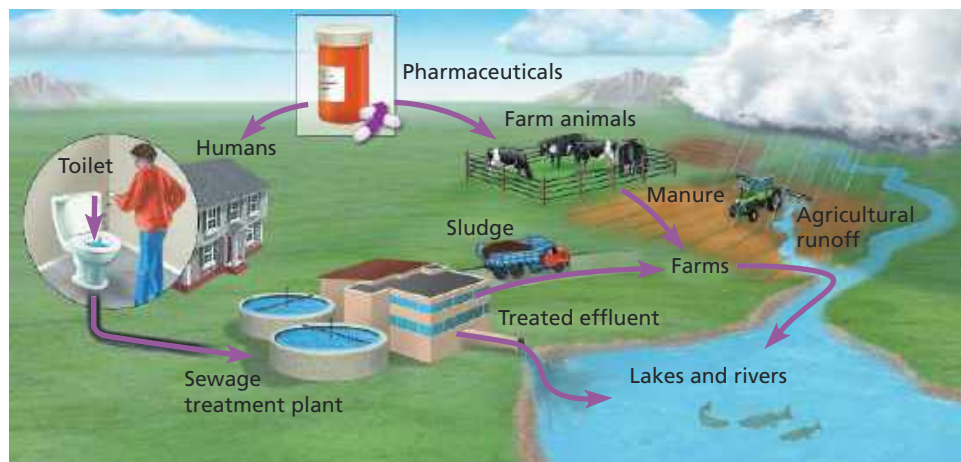 Pharmaceuticals
Farm animals
Humans
Toilet
Manure
Agricultural
runoff
Sludge
Farms
Treated effluent
Sewage
treatment plant
Lakes and rivers